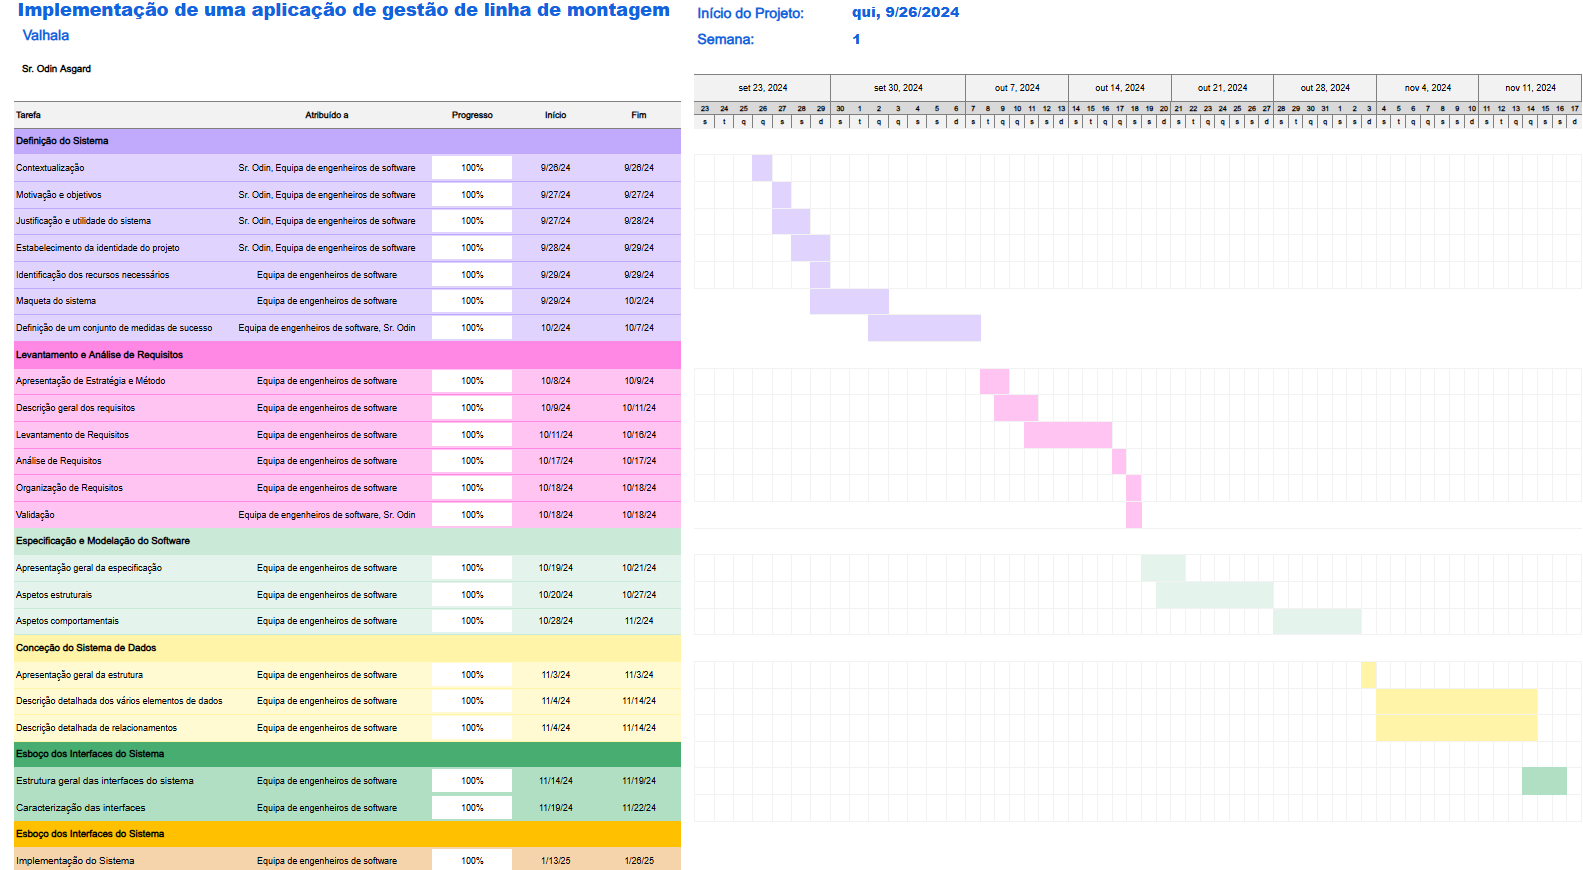 Implementação de uma aplicação de gestão de linha de montagem
Início do Projeto: qui, 9/26/2024
Valhala
Semana: 1
Sr. Odin Asgard
set 23, 2024 set 30, 2024 out 7, 2024 out 14, 2024 out 21, 2024 out 28, 2024 nov 4, 2024 nov 11, 2024
23 24 25 26 27 28 29 30 1 2 3 4 5 6 7 8 9 10 11 12 13 14 15 16 17 18 19 20 21 22 23 24 25 26 27 28 29 30 31 1 2 3 4 5 6 7 8 9 10 11 12 13 14 15 16 17
Tarefa Atribuído a Progresso Início Fim
s t q q s s d s t q q s s d s t q q s s d s t q q s s d s t q q s s d s t q q s s d s t q q s s d s t q q s s d
Definição do Sistema
Contextualização Sr. Odin, Equipa de engenheiros de software 100% 9/26/24 9/26/24
Motivação e objetivos Sr. Odin, Equipa de engenheiros de software 100% 9/27/24 9/27/24
Justificação e utilidade do sistema Sr. Odin, Equipa de engenheiros de software 100% 9/27/24 9/28/24
Estabelecimento da identidade do projeto Sr. Odin, Equipa de engenheiros de software 100% 9/28/24 9/29/24
Identificação dos recursos necessários Equipa de engenheiros de software 100% 9/29/24 9/29/24
Maqueta do sistema Equipa de engenheiros de software 100% 9/29/24 10/2/24
Definição de um conjunto de medidas de sucesso Equipa de engenheiros de software, Sr. Odin 100% 10/2/24 10/7/24
Levantamento e Análise de Requisitos
Apresentação de Estratégia e Método Equipa de engenheiros de software 100% 10/8/24 10/9/24
Descrição geral dos requisitos Equipa de engenheiros de software 100% 10/9/24 10/11/24
Levantamento de Requisitos Equipa de engenheiros de software 100% 10/11/24 10/16/24
Análise de Requisitos Equipa de engenheiros de software 100% 10/17/24 10/17/24
Organização de Requisitos Equipa de engenheiros de software 100% 10/18/24 10/18/24
Validação Equipa de engenheiros de software, Sr. Odin 100% 10/18/24 10/18/24
Especificação e Modelação do Software
Apresentação geral da especificação Equipa de engenheiros de software 100% 10/19/24 10/21/24
Aspetos estruturais Equipa de engenheiros de software 100% 10/20/24 10/27/24
Aspetos comportamentais Equipa de engenheiros de software 100% 10/28/24 11/2/24
Conceção do Sistema de Dados
Apresentação geral da estrutura Equipa de engenheiros de software 100% 11/3/24 11/3/24
Descrição detalhada dos vários elementos de dados Equipa de engenheiros de software 100% 11/4/24 11/14/24
Descrição detalhada de relacionamentos Equipa de engenheiros de software 100% 11/4/24 11/14/24
Esboço dos Interfaces do Sistema
Estrutura geral das interfaces do sistema Equipa de engenheiros de software 100% 11/14/24 11/19/24
Caracterização das interfaces Equipa de engenheiros de software 100% 11/19/24 11/22/24
Esboço dos Interfaces do Sistema
Implementação do Sistema Equipa de engenheiros de software 100% 1/13/25 1/26/25